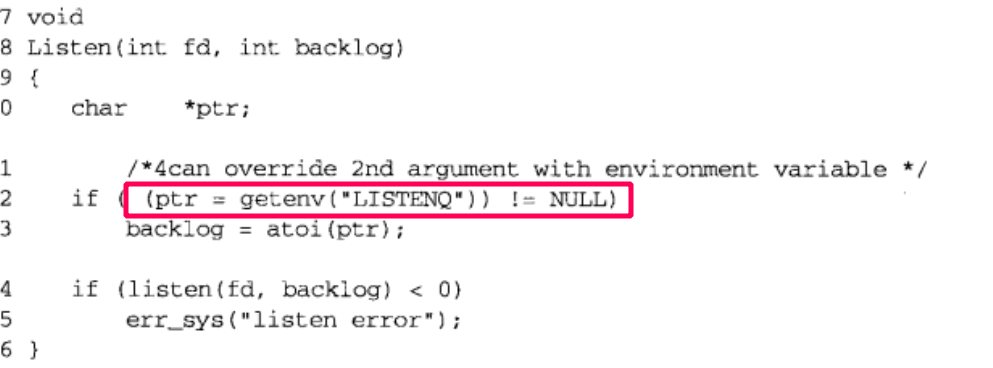 7 void
8 Listen(int fd, int backlog)
9 {
0 char *ptr;
1 /*4can override 2nd argument with environment variable */
2 if ( (ptr = getenv("LISTENQ")) != NULL)
3 backlog = atoi(ptr);
4 if (listen(fd, backlog) < 0)
5 err_sys("listen error");
6 }